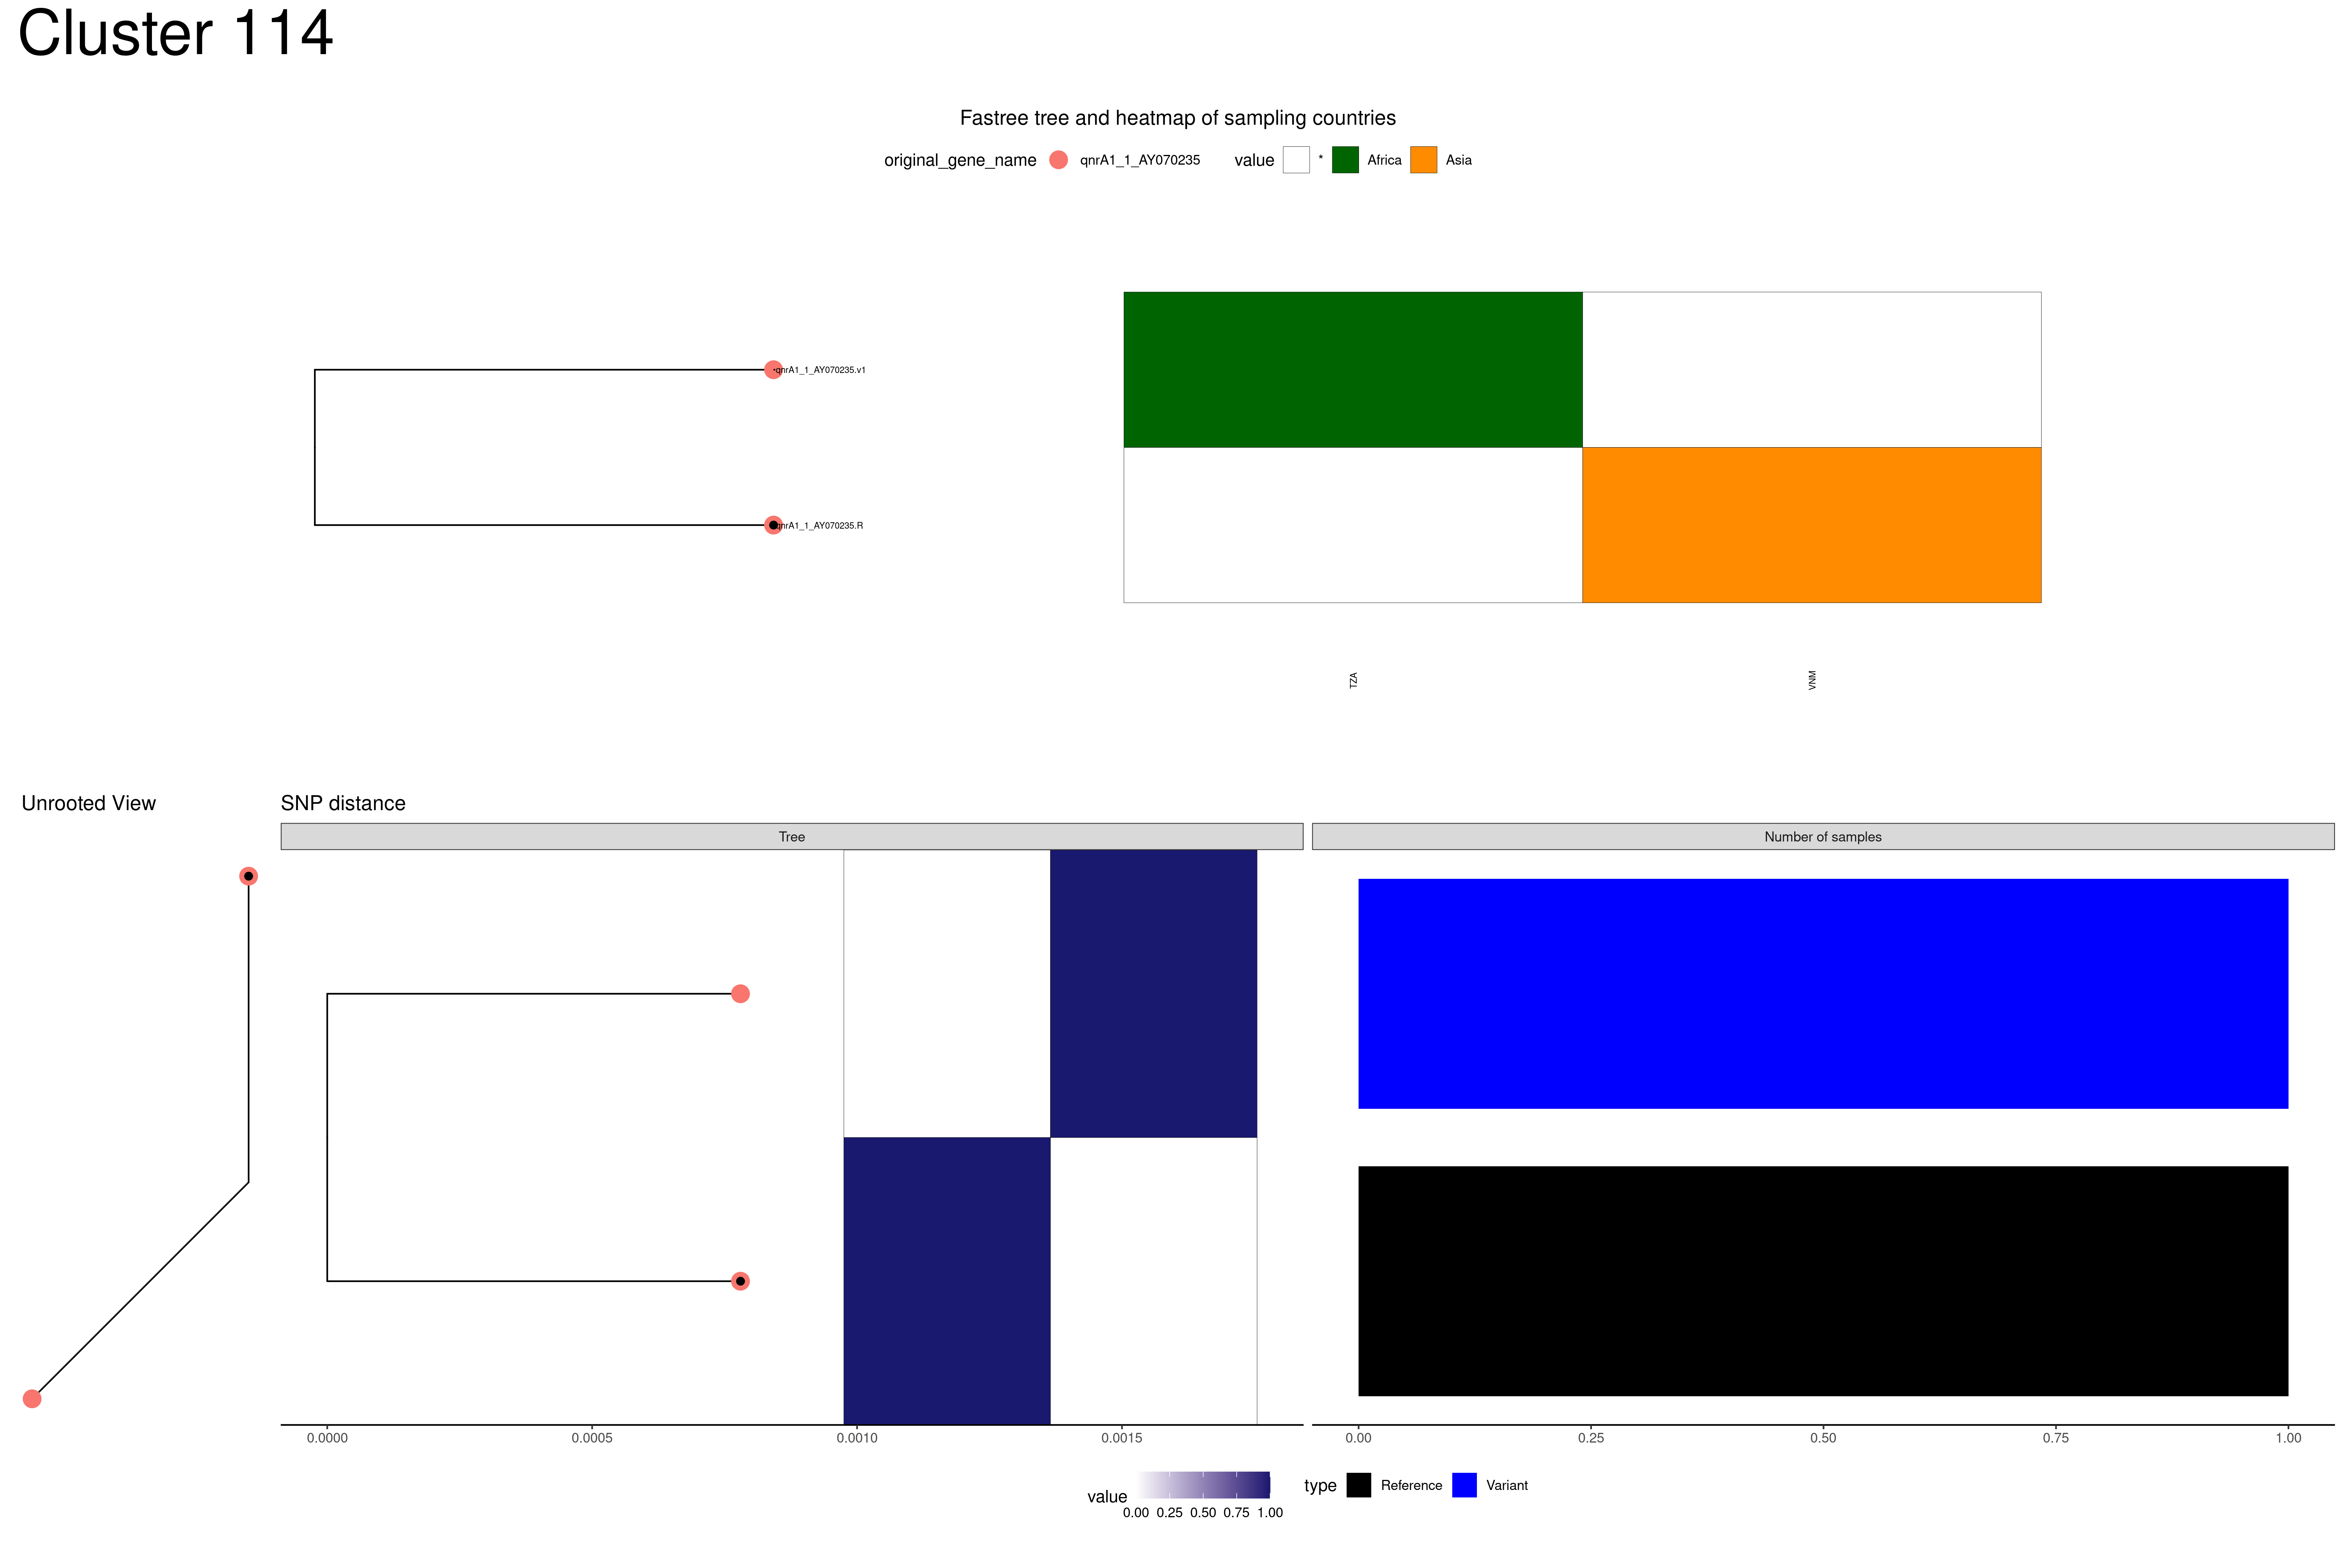 Cluster 114
Fastree tree and heatmap of sampling countries
original_gene_name qnrA1_1_AY070235 value * Africa Asia
qnrA1_1_AY070235.v1
qnrA1_1_AY070235.R
TZA
VNM
Unrooted View
SNP distance
Tree
Number of samples
0.0000 0.0005 0.0010 0.0015
0.00 0.25 0.50 0.75 1.00
value 0.00 0.25 0.50 0.75 1.00
type Reference Variant